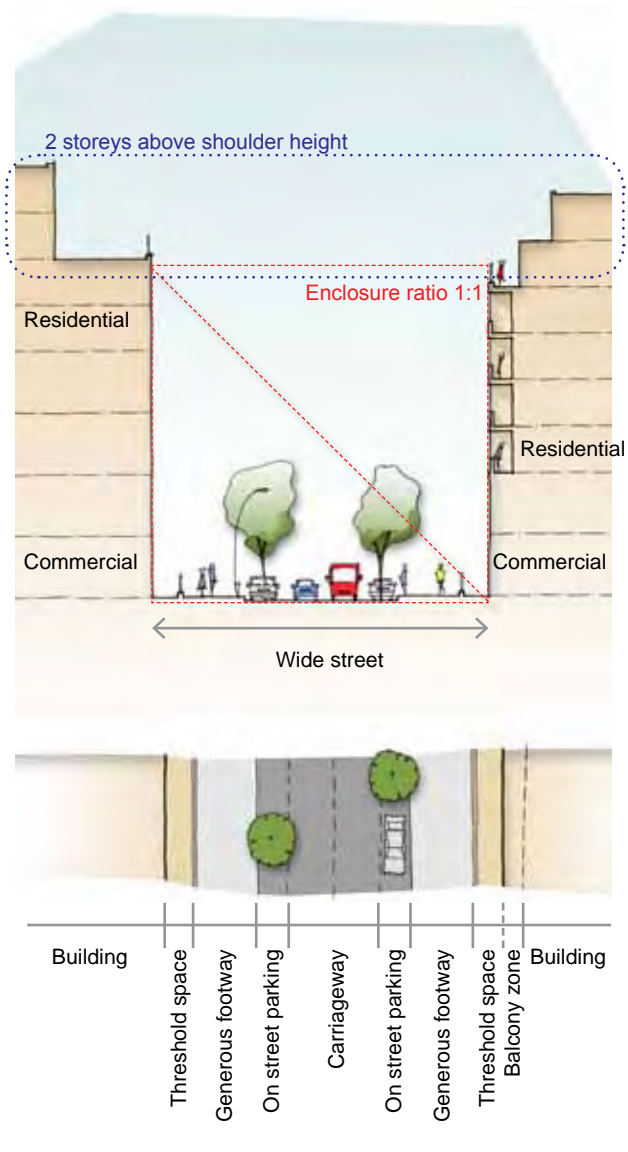 2 storeys above shoulder height
Enclosure ratio 1:1
Residential
Residential
Commercial
Commercial
Wide street
Building
Threshold space
Generous footway
On street parking
Carriageway
On street parking
Generous footway
Threshold space
Balcony zone
Building